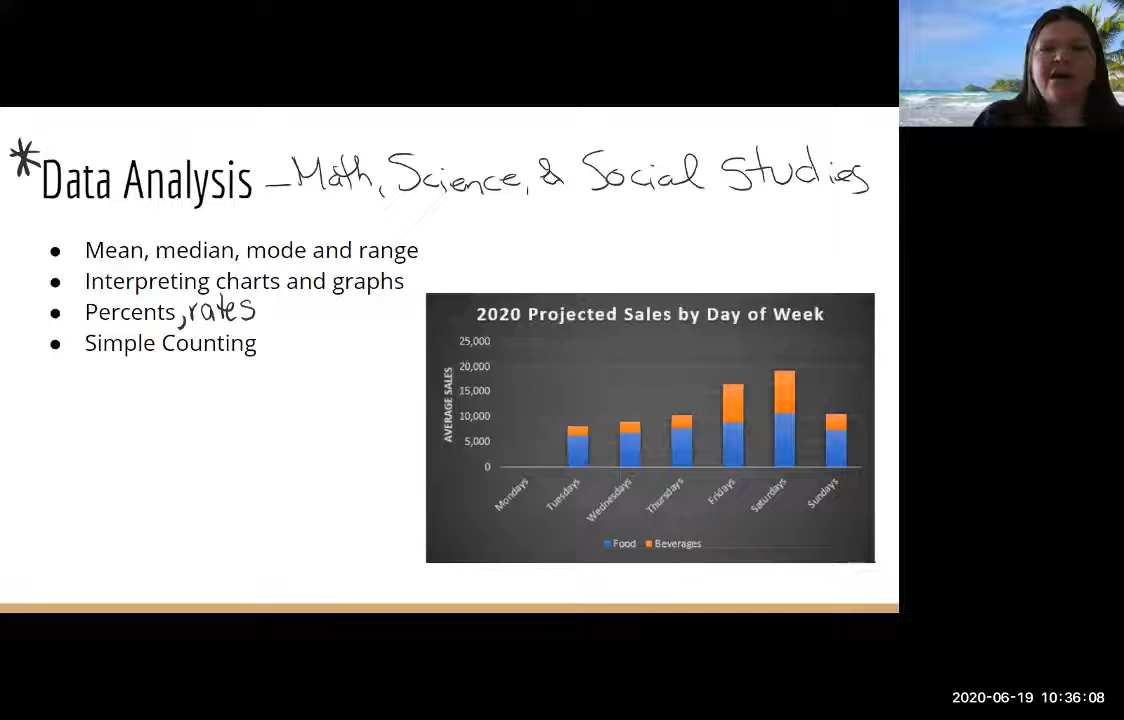 *Data Analysis – Math, Science, & Social Studies
• Mean, median, mode and range
• Interpreting charts and graphs
• Percents, rates
• Simple Counting
2020 Projected Sales by Day of Week
AVERAGE SALES
25,000
20,000
15,000
10,000
5,000
0
Mondays Tuesdays Wednesdays Thursdays Fridays Saturdays Sundays
Food Beverages
2020-06-19 10:36:08